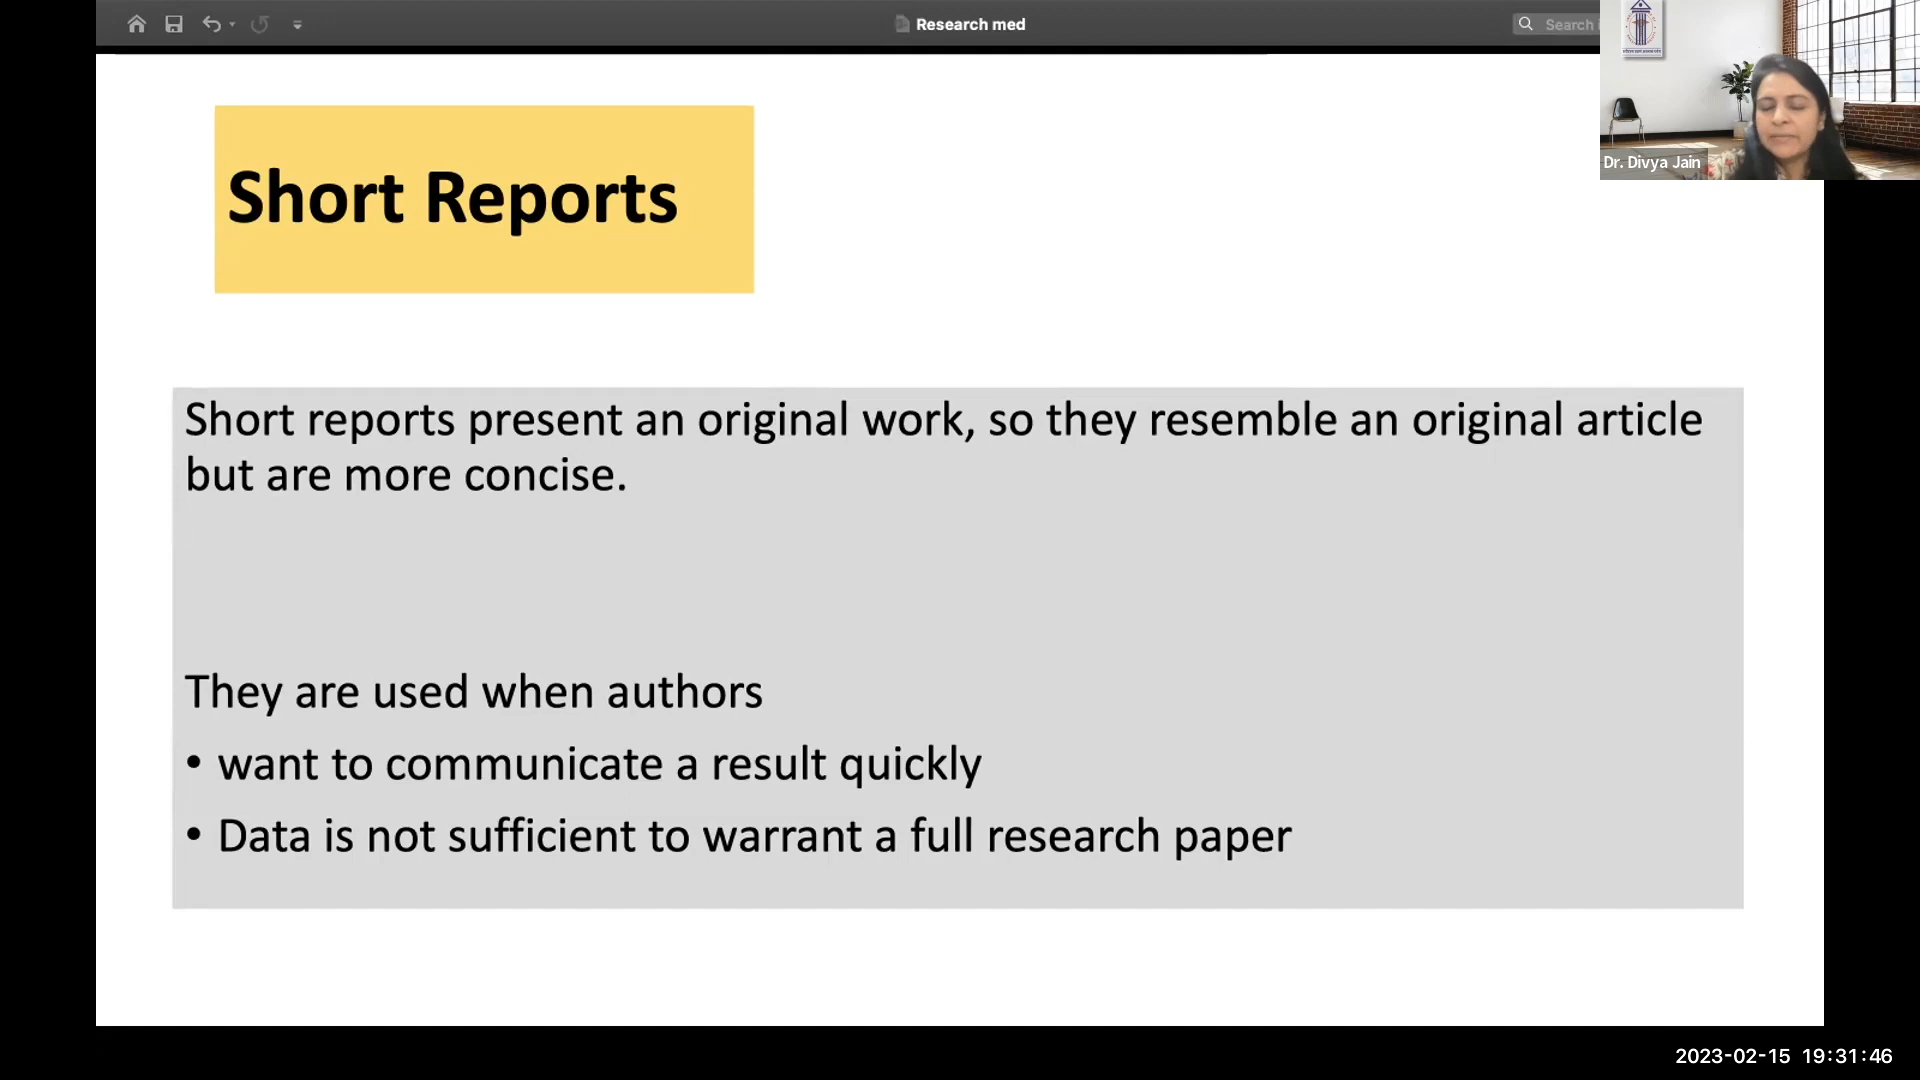 Research med
Search
Dr. Divya Jain
Short Reports
Short reports present an original work, so they resemble an original article
but are more concise.
They are used when authors
• want to communicate a result quickly
• Data is not sufficient to warrant a full research paper
2023-02-15 19:31:46